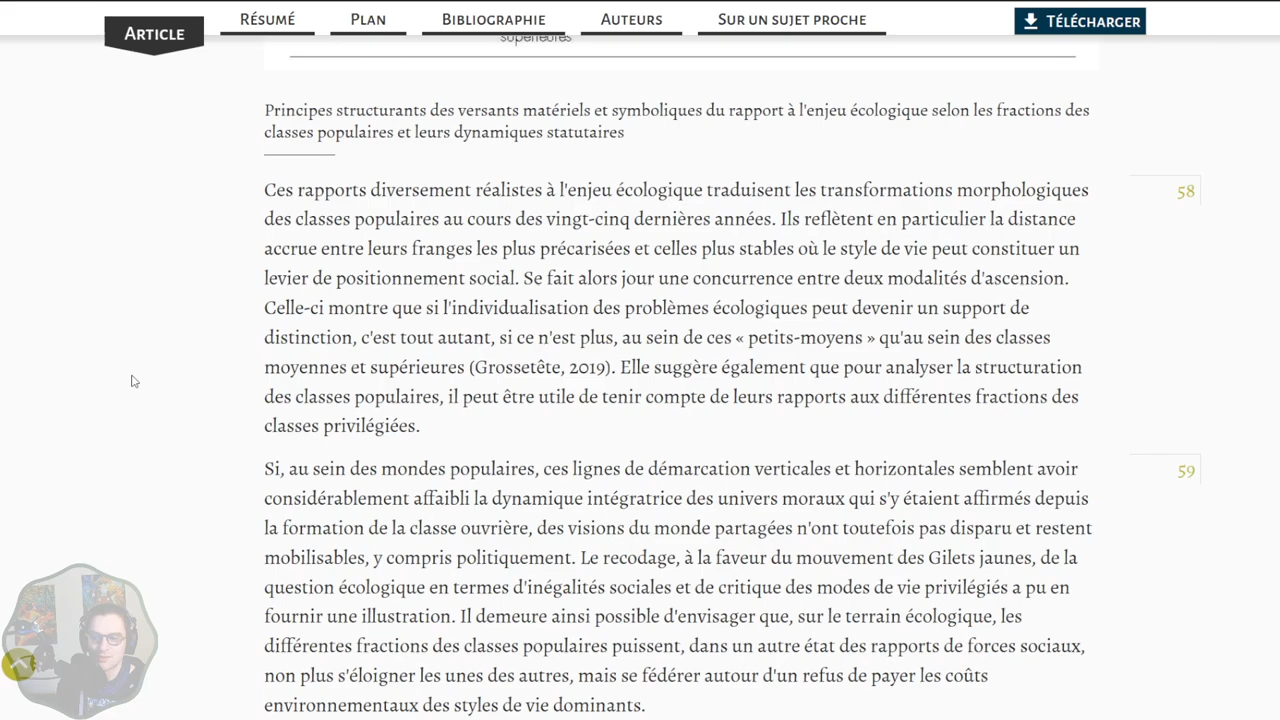 ARTICLE
RÉSUMÉ
PLAN
BIBLIOGRAPHIE
AUTEURS
SUR UN SUJET PROCHE
TÉLÉCHARGER
supérieures
Principes structurants des versants matériels et symboliques du rapport à l'enjeu écologique selon les fractions des
classes populaires et leurs dynamiques statutaires
Ces rapports diversement réalistes à l'enjeu écologique traduisent les transformations morphologiques
des classes populaires au cours des vingt-cinq dernières années. Ils reflètent en particulier la distance
accrue entre leurs franges les plus précarisées et celles plus stables où le style de vie peut constituer un
levier de positionnement social. Se fait alors jour une concurrence entre deux modalités d'ascension.
Celle-ci montre que si l'individualisation des problèmes écologiques peut devenir un support de
distinction, c'est tout autant, si ce n'est plus, au sein de ces « petits-moyens » qu'au sein des classes
moyennes et supérieures (Grossetête, 2019). Elle suggère également que pour analyser la structuration
des classes populaires, il peut être utile de tenir compte de leurs rapports aux différentes fractions des
classes privilégiées.
58
Si, au sein des mondes populaires, ces lignes de démarcation verticales et horizontales semblent avoir
considérablement affaibli la dynamique intégratrice des univers moraux qui s'y étaient affirmés depuis
la formation de la classe ouvrière, des visions du monde partagées n'ont toutefois pas disparu et restent
mobilisables, y compris politiquement. Le recodage, à la faveur du mouvement des Gilets jaunes, de la
question écologique en termes d'inégalités sociales et de critique des modes de vie privilégiés a pu en
fournir une illustration. Il demeure ainsi possible d'envisager que, sur le terrain écologique, les
différentes fractions des classes populaires puissent, dans un autre état des rapports de forces sociaux,
non plus s'éloigner les unes des autres, mais se fédérer autour d'un refus de payer les coûts
environnementaux des styles de vie dominants.
59